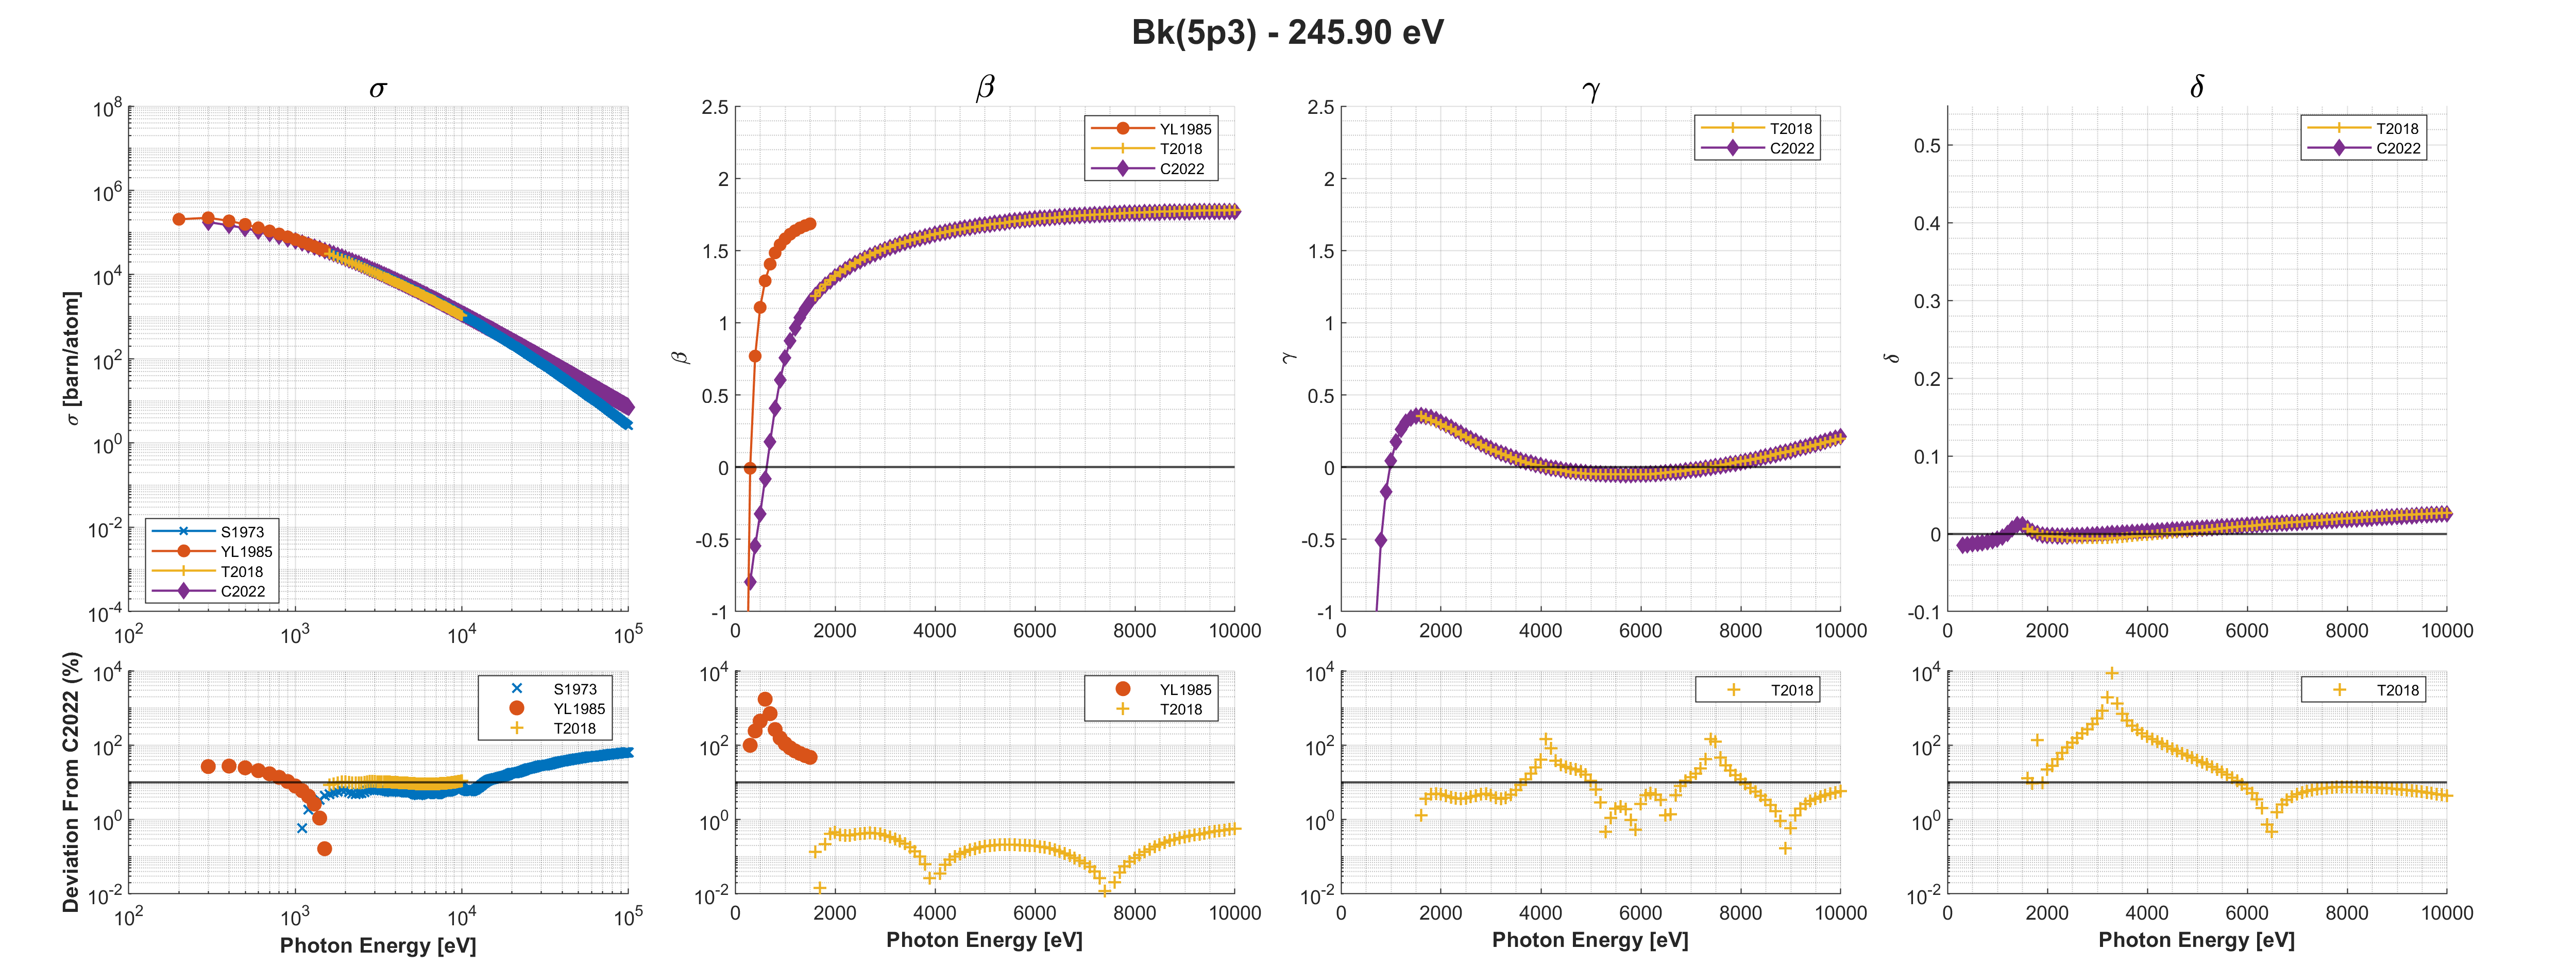 Bk(5p3) - 245.90 eV
σ
σ [barn/atom]
10^8
10^6
10^4
10^2
10^0
10^-2
10^-4
S1973
YL1985
T2018
C2022
10^2 10^3 10^4 10^5
β
β
2.5
2
1.5
1
0.5
0
-0.5
-1
YL1985
T2018
C2022
0 2000 4000 6000 8000 10000
γ
γ
2.5
2
1.5
1
0.5
0
-0.5
-1
T2018
C2022
0 2000 4000 6000 8000 10000
δ
δ
0.5
0.4
0.3
0.2
0.1
0
-0.1
T2018
C2022
0 2000 4000 6000 8000 10000
Deviation From C2022 (%)
10^4
10^2
10^0
10^-2
S1973
YL1985
T2018
10^2 10^3 10^4 10^5
Photon Energy [eV]
10^4
10^2
10^0
10^-2
YL1985
T2018
0 2000 4000 6000 8000 10000
Photon Energy [eV]
10^4
10^2
10^0
10^-2
T2018
0 2000 4000 6000 8000 10000
Photon Energy [eV]
10^4
10^2
10^0
10^-2
T2018
0 2000 4000 6000 8000 10000
Photon Energy [eV]